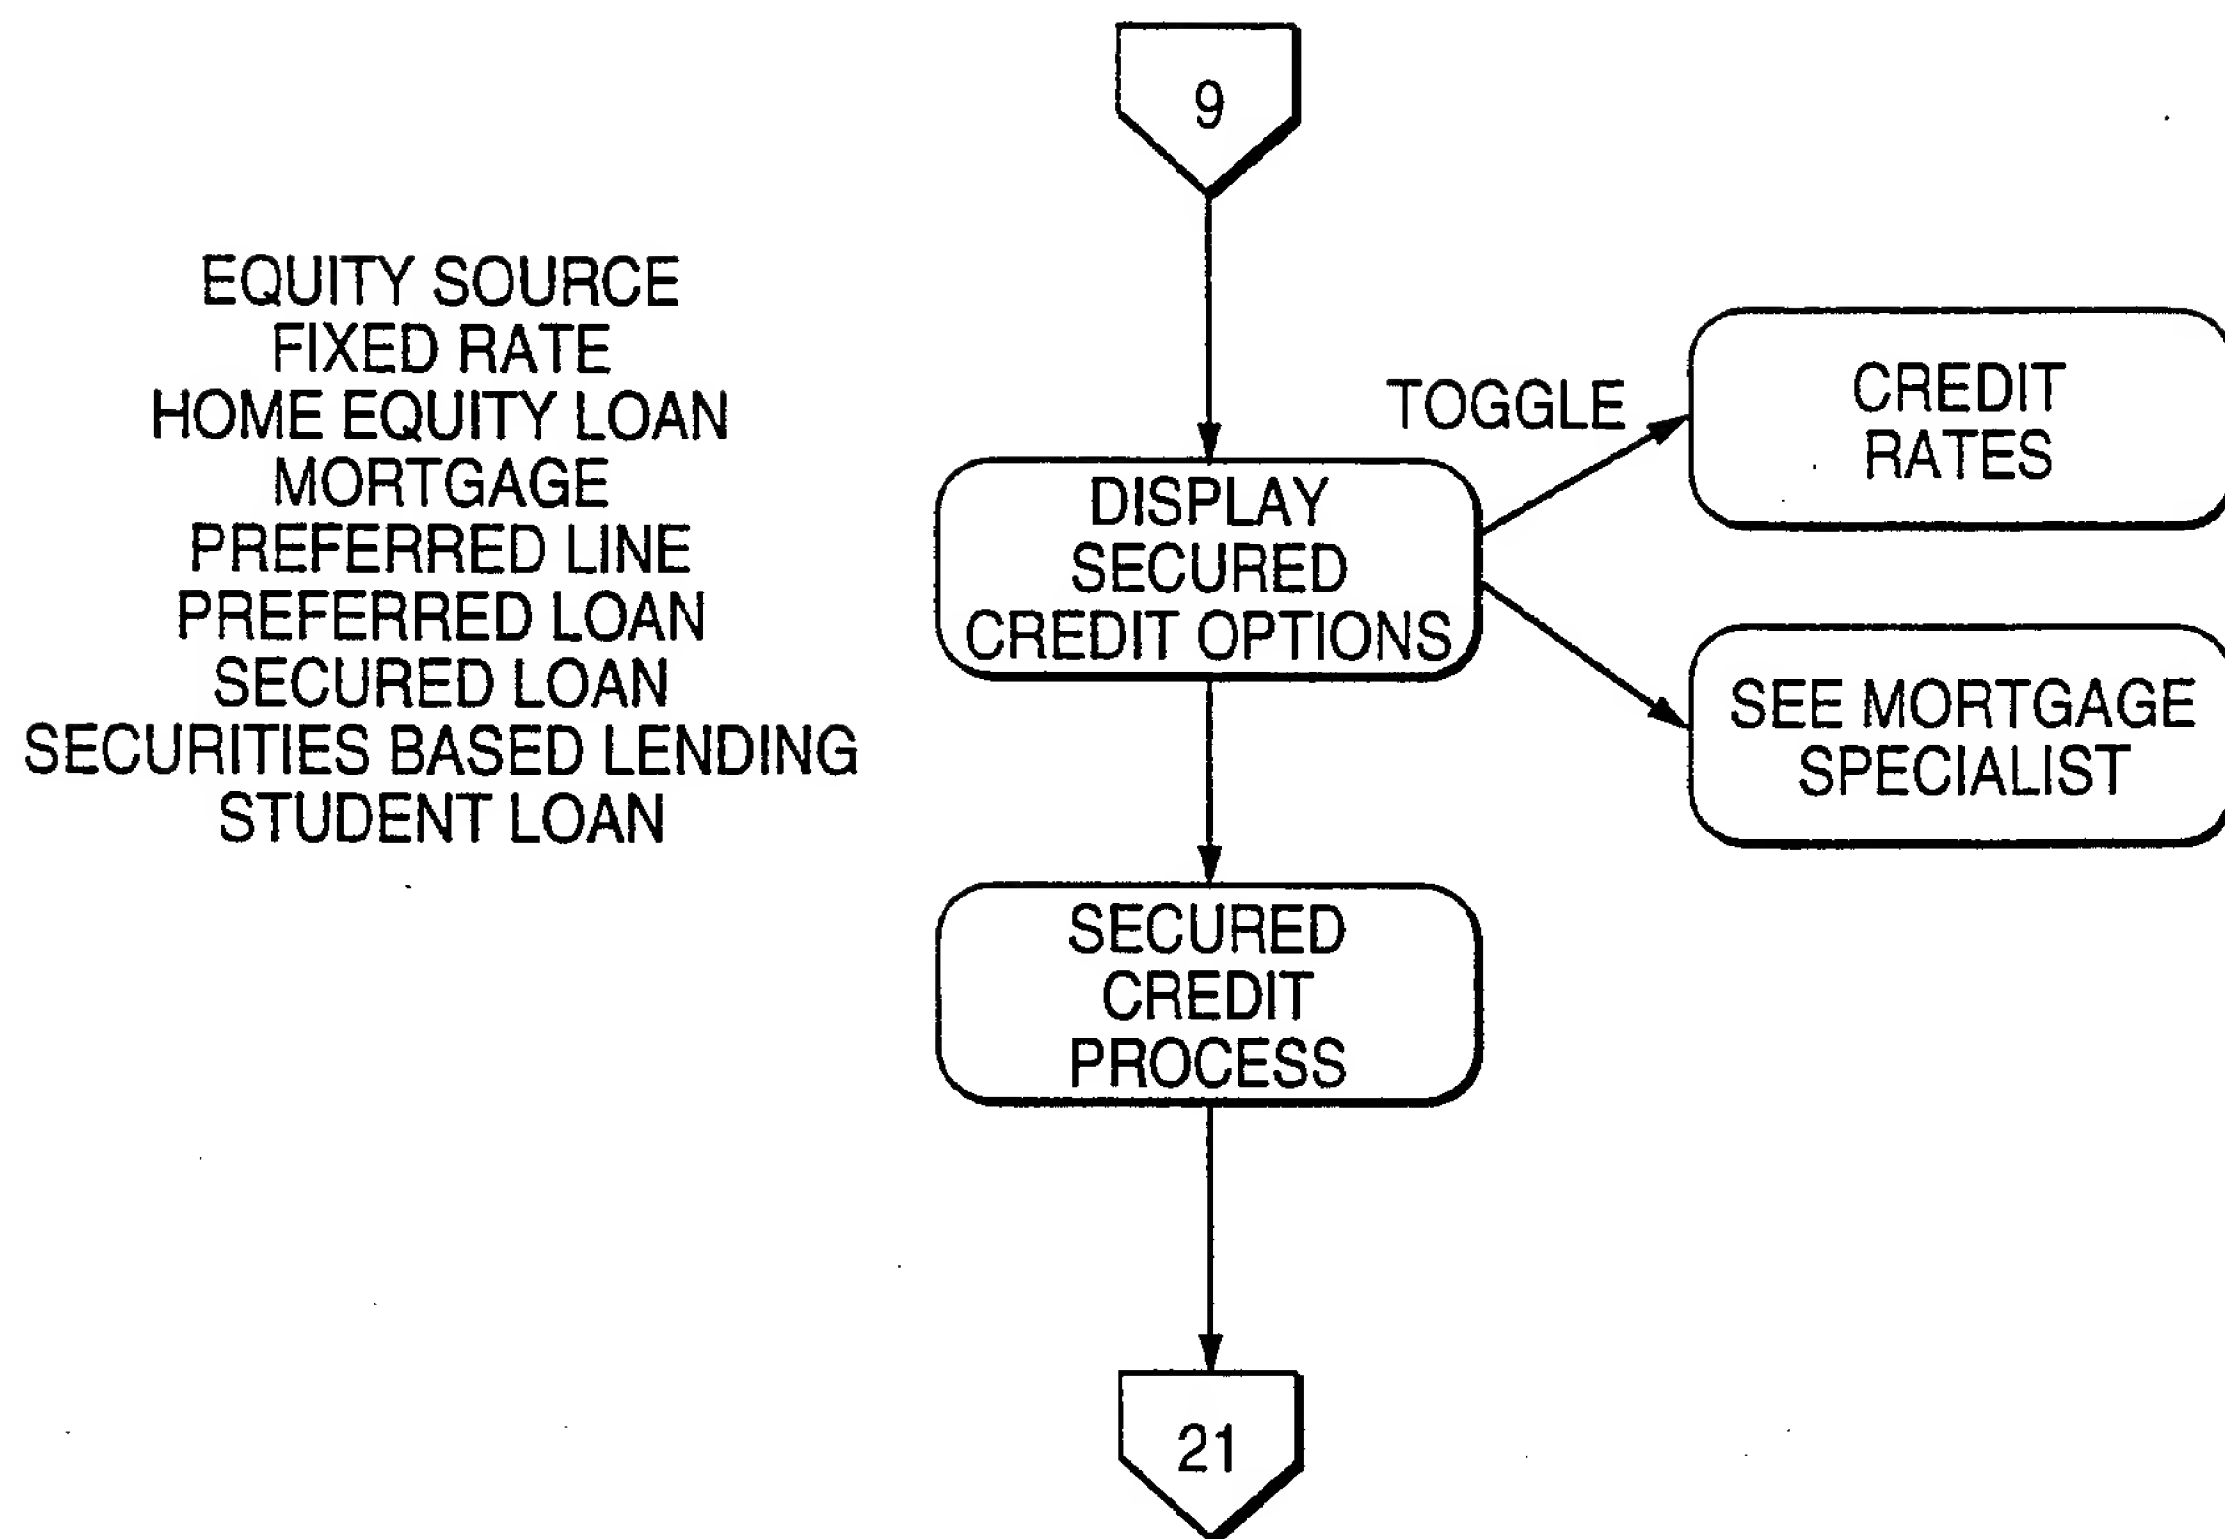 9
EQUITY SOURCE
FIXED RATE
HOME EQUITY LOAN
MORTGAGE
PREFERRED LINE
PREFERRED LOAN
SECURED LOAN
SECURITIES BASED LENDING
STUDENT LOAN
DISPLAY
SECURED
CREDIT OPTIONS
TOGGLE
CREDIT
RATES
SEE MORTGAGE
SPECIALIST
SECURED
CREDIT
PROCESS
21